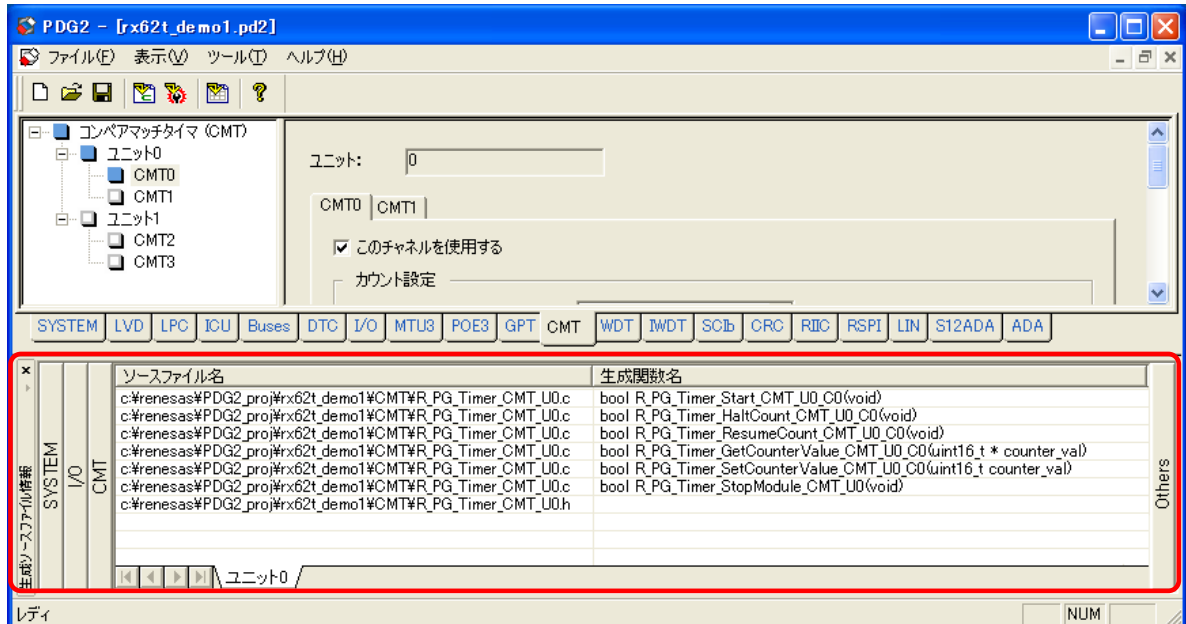 PDG2 - [rx62t_demo1.pd2]
ファイル(F) 表示(V) ツール(T) ヘルプ(H)
コンペアマッチタイマ (CMT)
ユニット0
CMT0
CMT1
ユニット1
CMT2
CMT3
ユニット: 0
CMT0 CMT1
このチャネルを使用する
カウント設定
SYSTEM LVD LPC ICU Buses DTC I/O MTU3 POE3 GPT CMT WDT IWDT SCIb CRC RIIC RSPI LIN S12ADA ADA
生成ソースファイル情報
SYSTEM
I/O
CMT
ソースファイル名 生成関数名
c:¥renesas¥PDG2_proj¥rx62t_demo1¥CMT¥R_PG_Timer_CMT_U0.c bool R_PG_Timer_Start_CMT_U0_C0(void)
c:¥renesas¥PDG2_proj¥rx62t_demo1¥CMT¥R_PG_Timer_CMT_U0.c bool R_PG_Timer_HaltCount_CMT_U0_C0(void)
c:¥renesas¥PDG2_proj¥rx62t_demo1¥CMT¥R_PG_Timer_CMT_U0.c bool R_PG_Timer_ResumeCount_CMT_U0_C0(void)
c:¥renesas¥PDG2_proj¥rx62t_demo1¥CMT¥R_PG_Timer_CMT_U0.c bool R_PG_Timer_GetCounterValue_CMT_U0_C0(uint16_t * counter_val)
c:¥renesas¥PDG2_proj¥rx62t_demo1¥CMT¥R_PG_Timer_CMT_U0.c bool R_PG_Timer_SetCounterValue_CMT_U0_C0(uint16_t counter_val)
c:¥renesas¥PDG2_proj¥rx62t_demo1¥CMT¥R_PG_Timer_CMT_U0.c bool R_PG_Timer_StopModule_CMT_U0(void)
c:¥renesas¥PDG2_proj¥rx62t_demo1¥CMT¥R_PG_Timer_CMT_U0.h
ユニット0
Others
レディ NUM